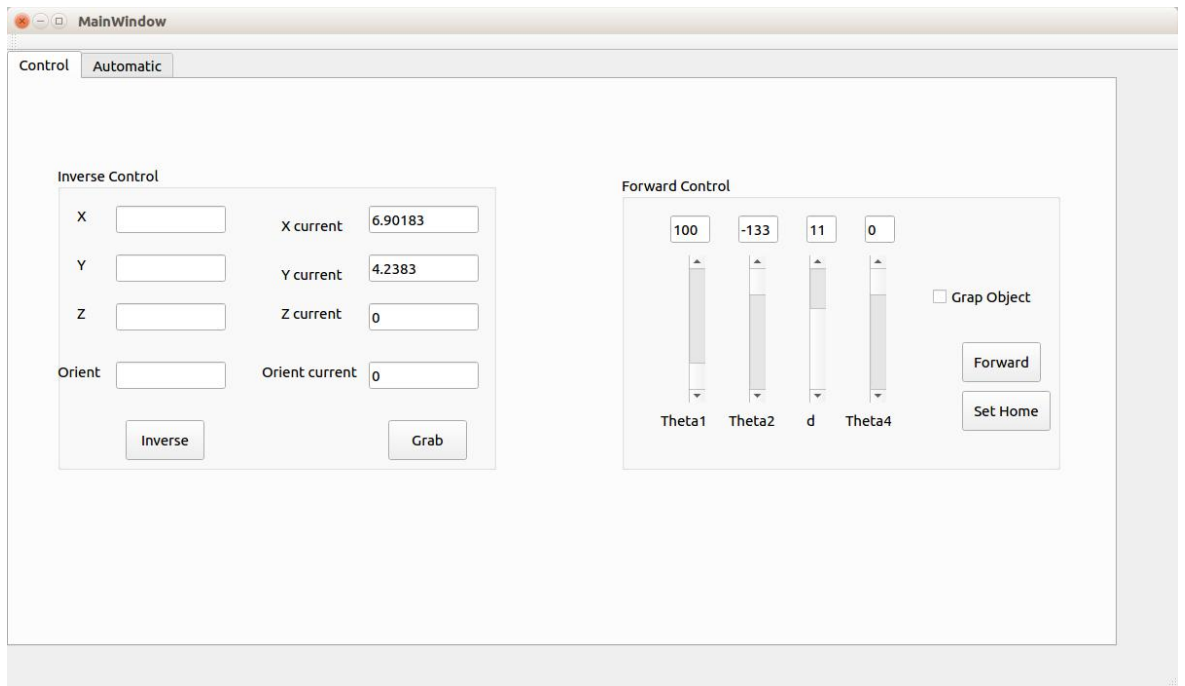 MainWindow
Control Automatic
Inverse Control
X
X current 6.90183
Y
Y current 4.2383
Z
Z current 0
Orient
Orient current 0
Inverse
Grab
Forward Control
100 -133 11 0
Theta1 Theta2 d Theta4
Grap Object
Forward
Set Home